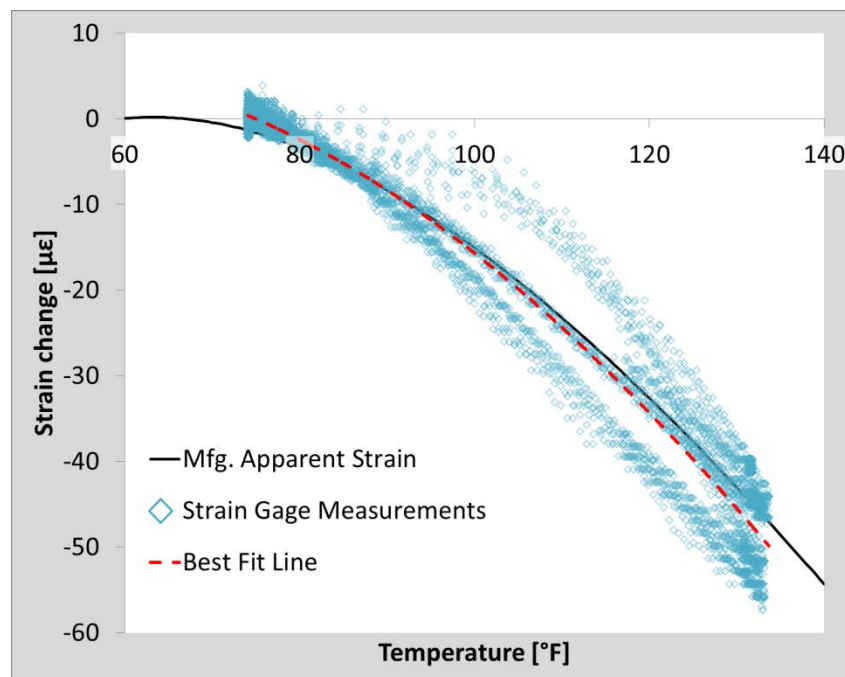 10
0
60
80
100
120
140
-10
-20
-30
-40
-50
-60
Strain change [µε]
Mfg. Apparent Strain
Strain Gage Measurements
Best Fit Line
Temperature [°F]